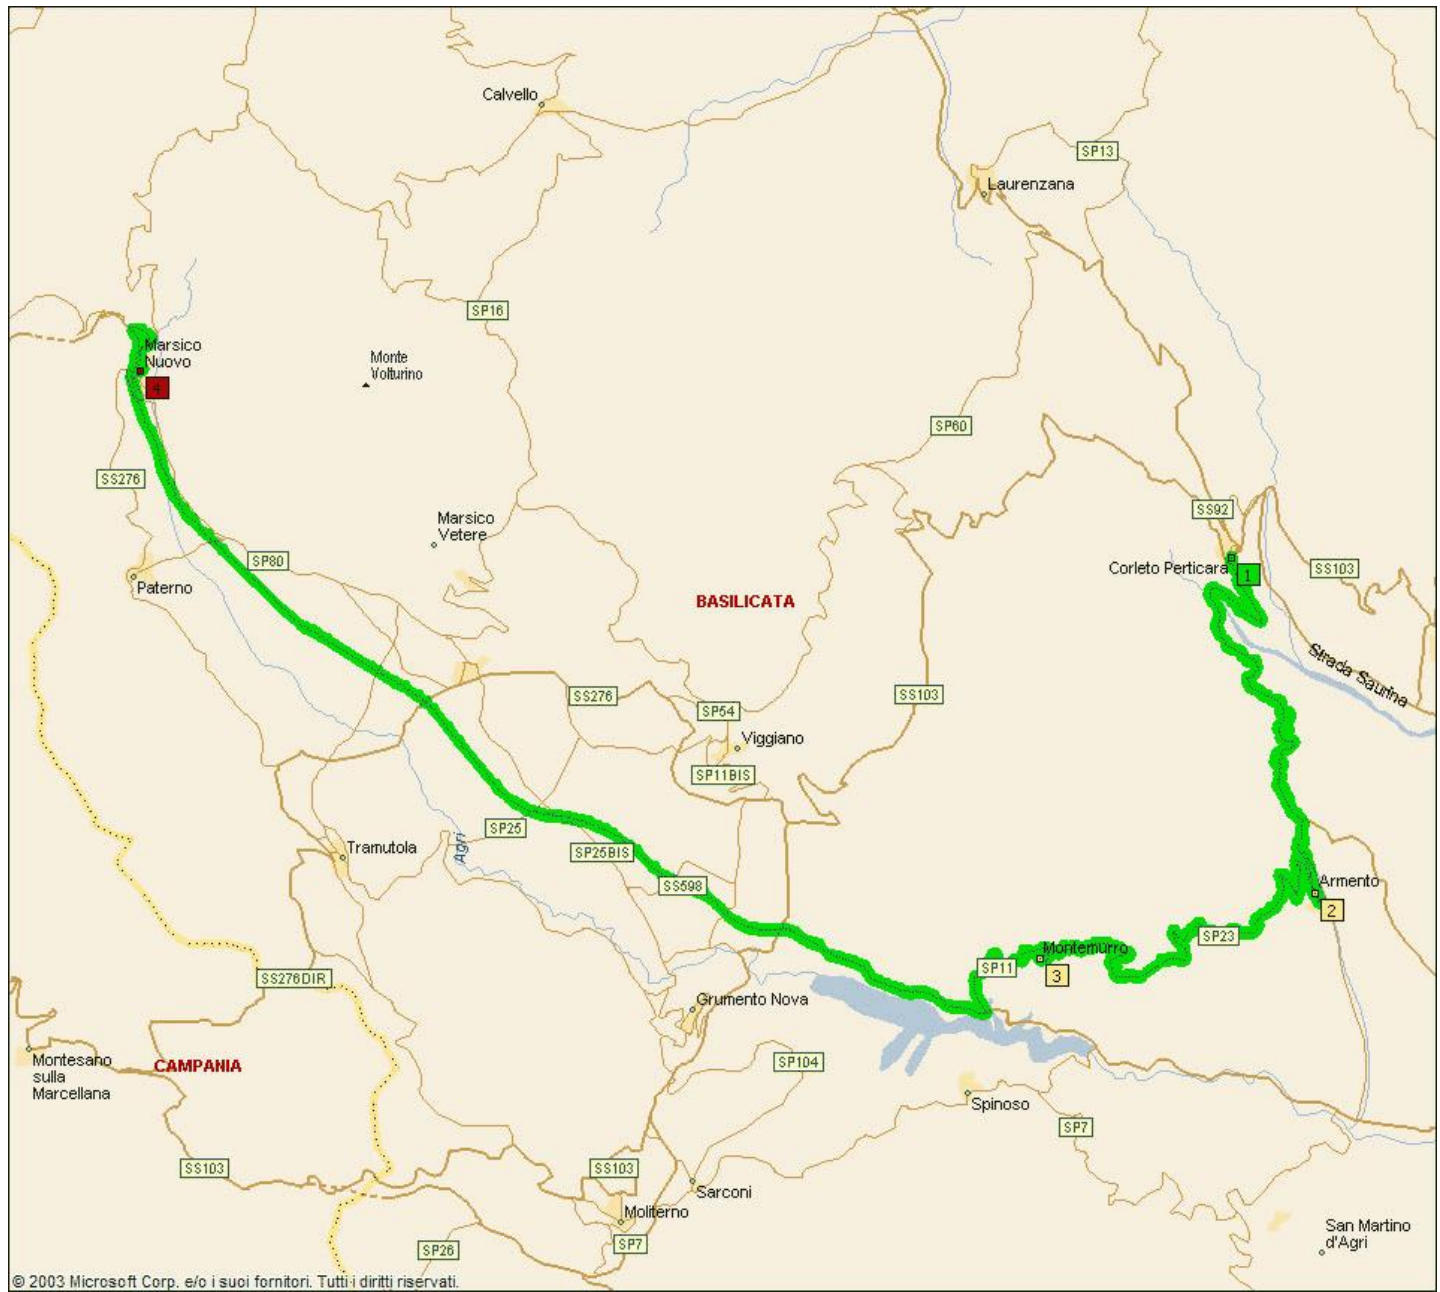 Calvello
SP13
Laurenzana
SP16
Marsico
Nuovo
4
Monte
Volturino
SP60
SS276
SS92
Marsico
Vetere
SP80
Corleto Perticara
1
SS103
Paterno
BASILICATA
Strada Saurina
SS276
SS103
SP54
Viggiano
SP11BIS
SP25
Agri
Tramutola
SP25BIS
SS598
Armento
2
SP23
Montemurro
SP11
3
SS276DIR
Grumento Nova
Montesano
sulla
Marcellana
CAMPANIA
SP104
Spinoso
SP7
SS103
SS103
Sarconi
Moliterno
San Martino
d'Agri
SP26
SP7
© 2003 Microsoft Corp. e/o i suoi fornitori. Tutti i diritti riservati.